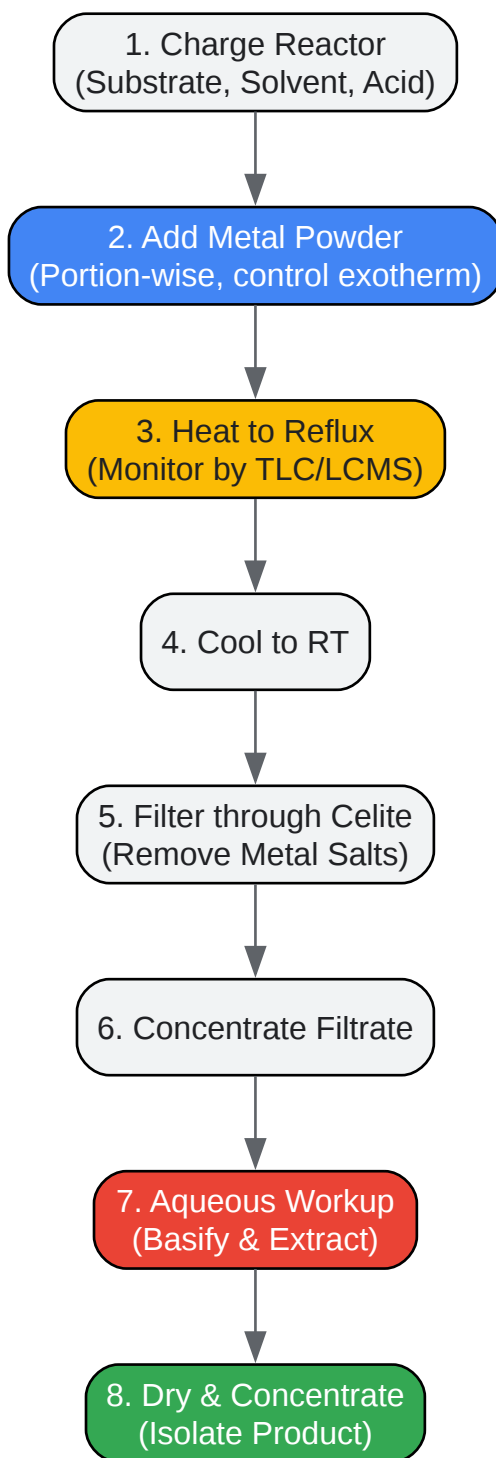 1. Charge Reactor
(Substrate, Solvent, Acid)
2. Add Metal Powder
(Portion-wise, control exotherm)
3. Heat to Reflux
(Monitor by TLC/LCMS)
4. Cool to RT
5. Filter through Celite
(Remove Metal Salts)
6. Concentrate Filtrate
7. Aqueous Workup
(Basify & Extract)
8. Dry & Concentrate
(Isolate Product)